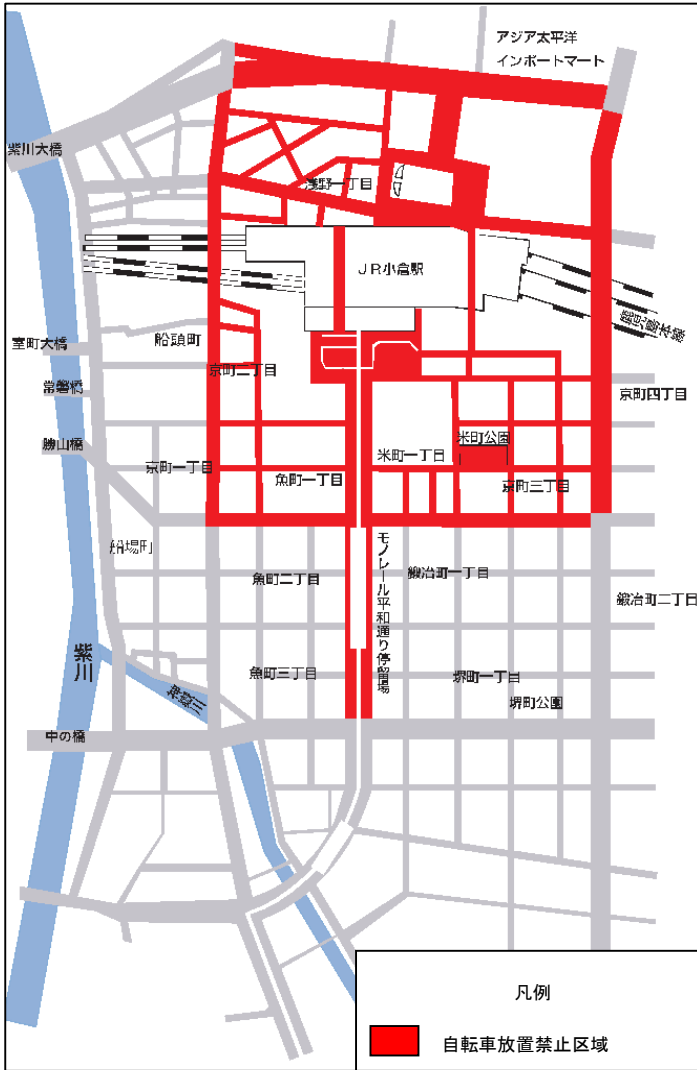 アジア太平洋
インポートマート
紫川大橋
浅野一丁目
JR小倉駅
鹿児島本線
船頭町
室町大橋
京町二丁目
常磐橋
京町四丁目
米町公園
勝山橋
米町一丁目
京町一丁目
魚町一丁目
京町三丁目
船場町
モノレール平和通り停留場
魚町二丁目
鍛冶町一丁目
鍛冶町二丁目
紫川
魚町三丁目
堺町一丁目
神嶽川
堺町公園
中の橋
凡例
自転車放置禁止区域